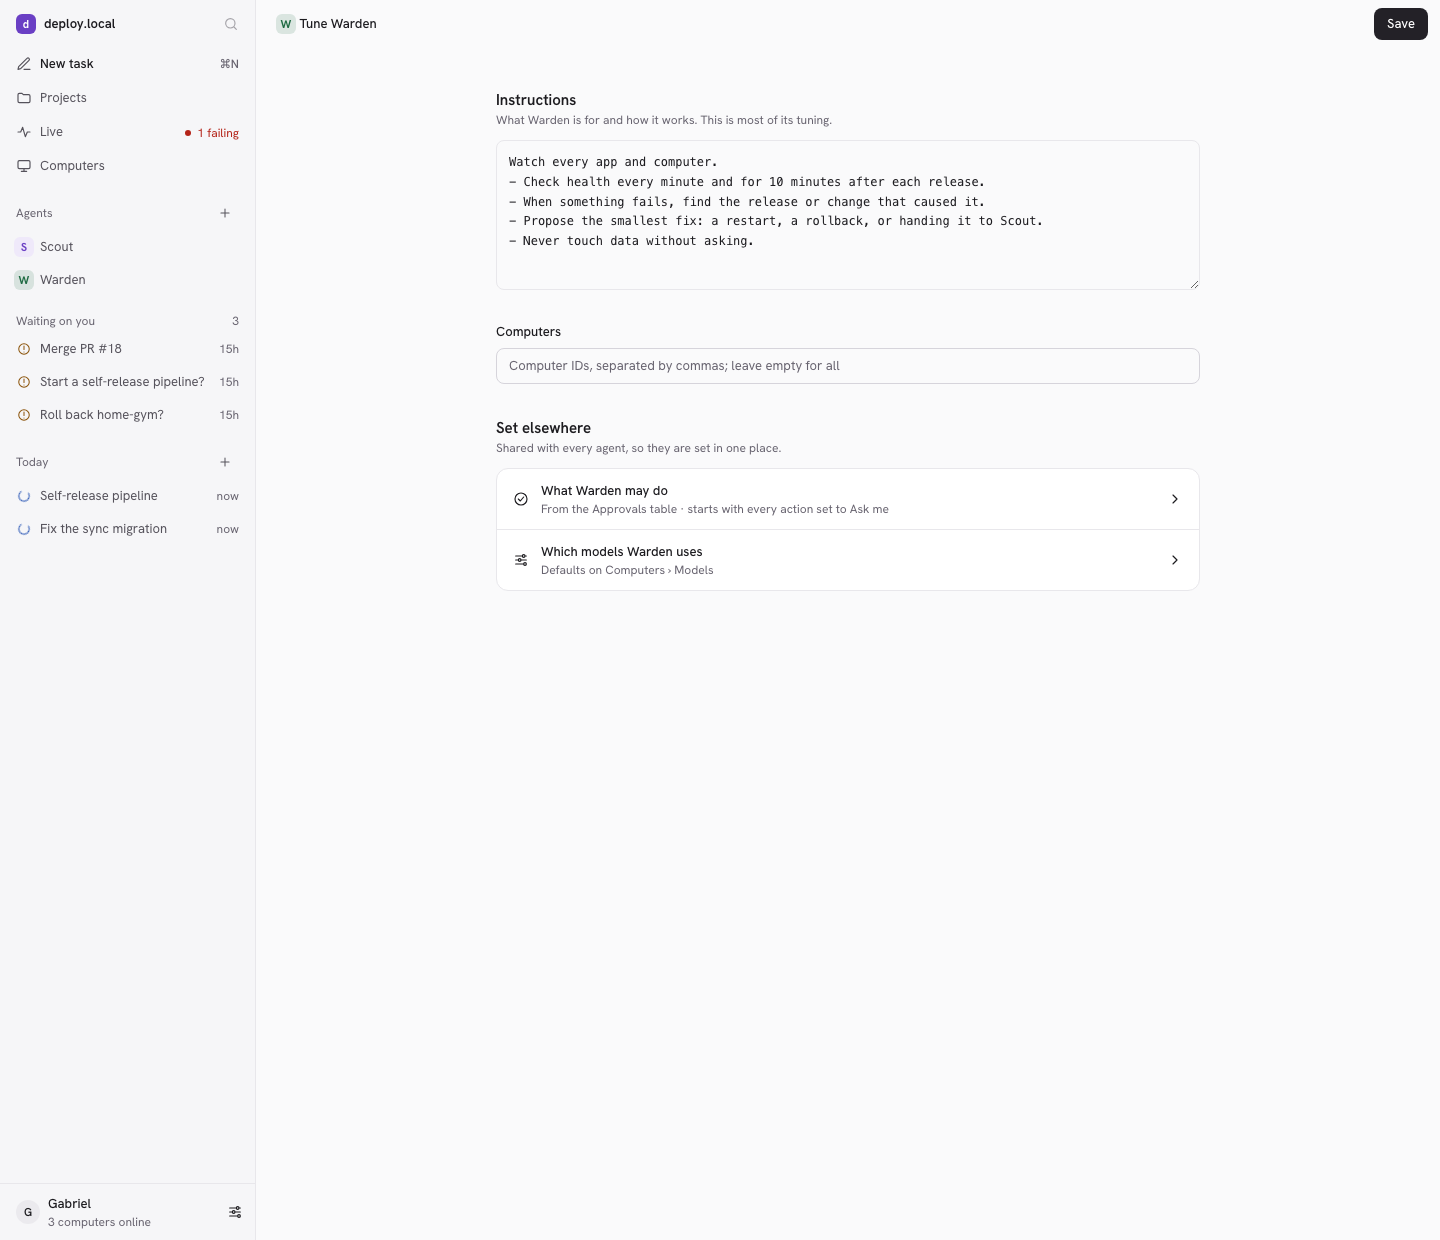 d deploy.local
New task ⌘N
Projects
Live 1 failing
Computers
Agents
S Scout
W Warden
Waiting on you 3
Merge PR #18 15h
Start a self-release pipeline? 15h
Roll back home-gym? 15h
Today
Self-release pipeline now
Fix the sync migration now
G Gabriel
3 computers online
W Tune Warden
Save
Instructions
What Warden is for and how it works. This is most of its tuning.
Watch every app and computer.
- Check health every minute and for 10 minutes after each release.
- When something fails, find the release or change that caused it.
- Propose the smallest fix: a restart, a rollback, or handing it to Scout.
- Never touch data without asking.
Computers
Computer IDs, separated by commas; leave empty for all
Set elsewhere
Shared with every agent, so they are set in one place.
What Warden may do
From the Approvals table · starts with every action set to Ask me
Which models Warden uses
Defaults on Computers › Models